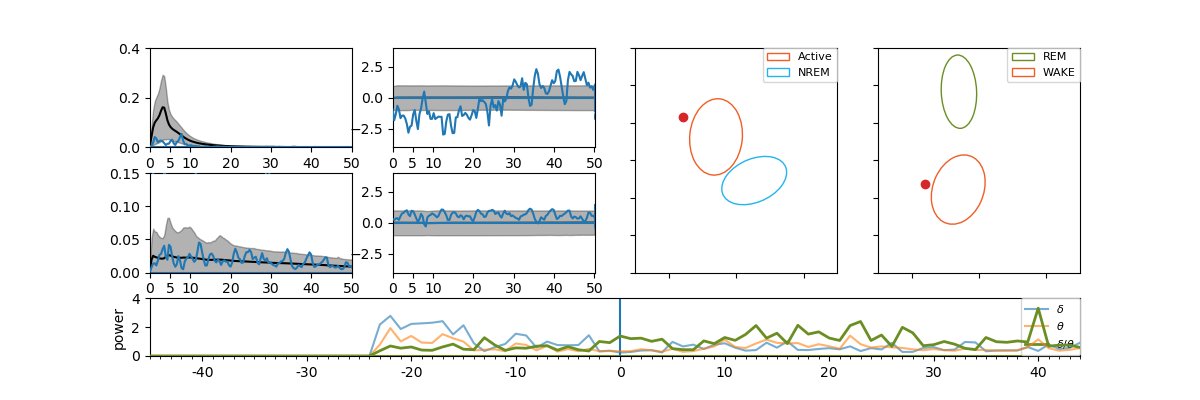 0.4
0.2
0.0
0 5 10 20 30 40 50
2.5
0.0
−2.5
0 5 10 20 30 40 50
Active
NREM
REM
WAKE
0.15
0.10
0.05
0.00
0 5 10 20 30 40 50
2.5
0.0
−2.5
0 5 10 20 30 40 50
power
4
2
0
-40 -30 -20 -10 0 10 20 30 40
δ
θ
δ/θ